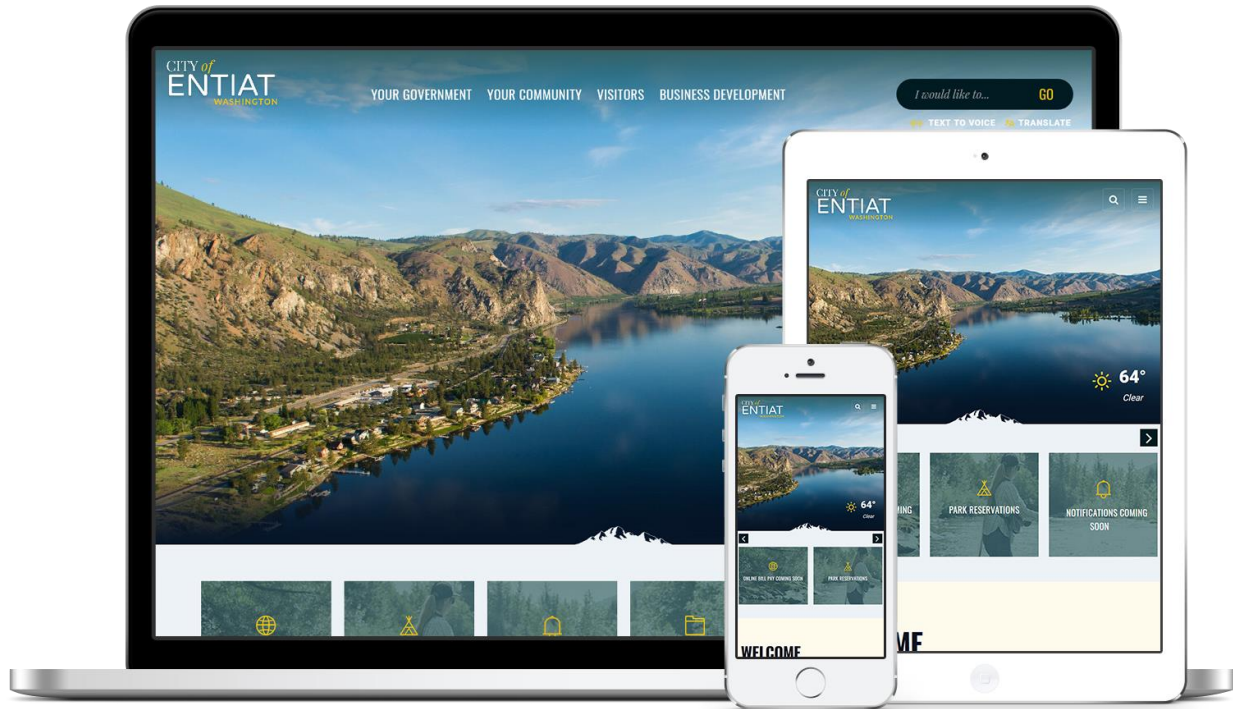 CITY of
ENTIAT
WASHINGTON
YOUR GOVERNMENT YOUR COMMUNITY VISITORS BUSINESS DEVELOPMENT
I would like to... GO
TEXT TO VOICE TRANSLATE
CITY of
ENTIAT
WASHINGTON
64°
Clear
PARK RESERVATIONS
NOTIFICATIONS COMING
SOON
CITY of
ENTIAT
WASHINGTON
64°
Clear
ONLINE BILL PAY COMING SOON
PARK RESERVATIONS
WELCOME